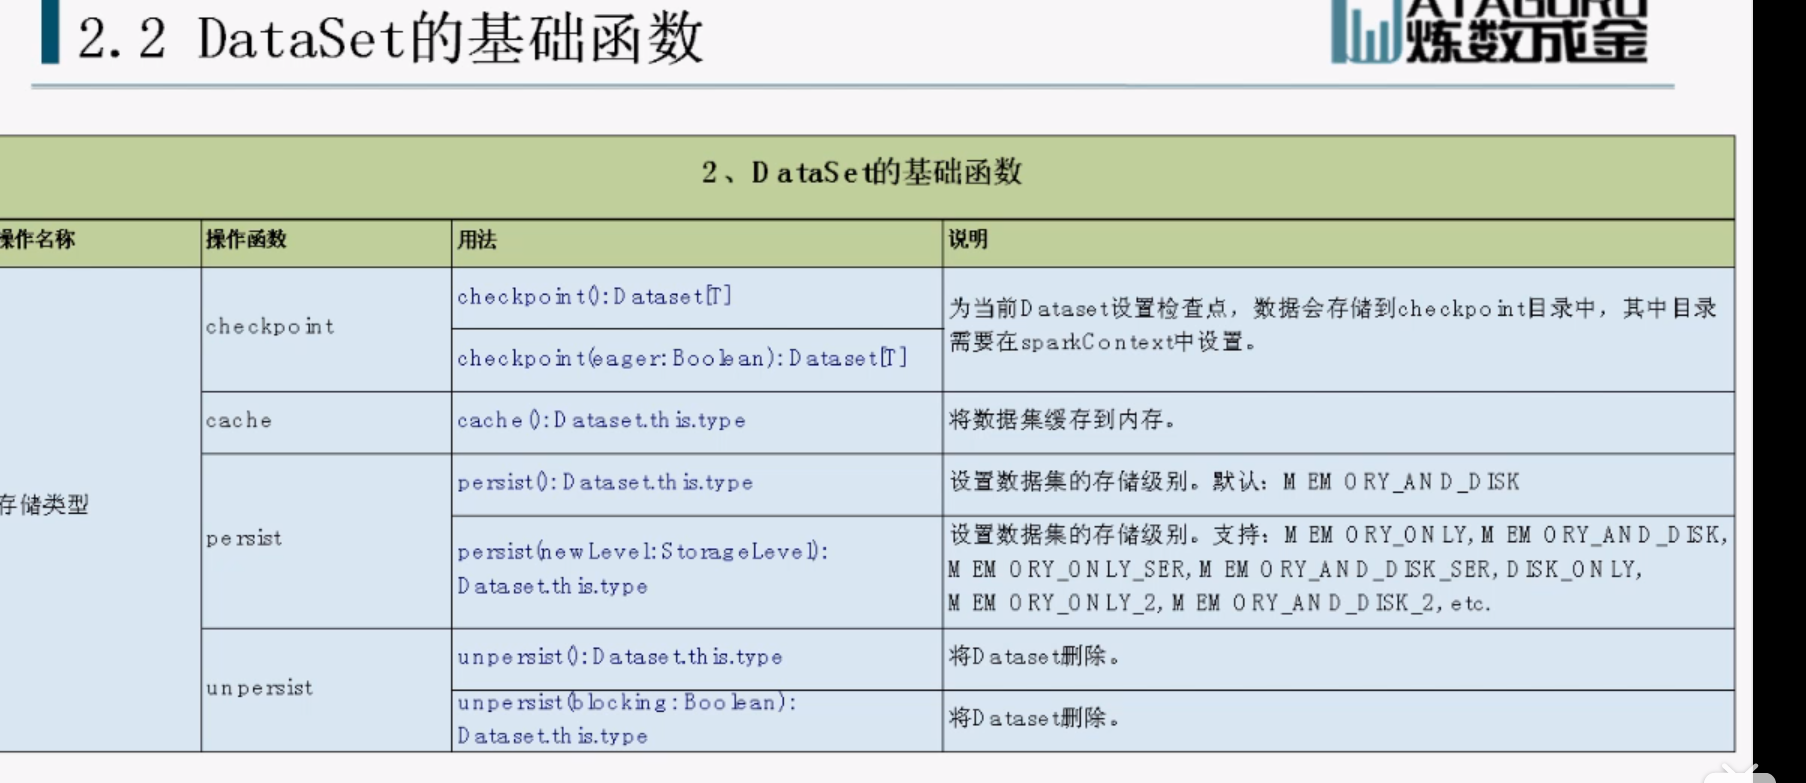 2.2 DataSet的基础函数
炼数成金
2、DataSet的基础函数
操作名称 操作函数 用法 说明
存储类型
checkpoint
checkpoint():Dataset[T]
checkpoint(eager:Boolean):Dataset[T]
为当前Dataset设置检查点，数据会存储到checkpoint目录中，其中目录
需要在sparkContext中设置。
cache
cache():Dataset.this.type
将数据集缓存到内存。
persist
persist():Dataset.this.type
设置数据集的存储级别。默认：MEMORY_AND_DISK
persist(newLevel:StorageLevel):
Dataset.this.type
设置数据集的存储级别。支持：MEMORY_ONLY,MEMORY_AND_DISK,
MEMORY_ONLY_SER,MEMORY_AND_DISK_SER,DISK_ONLY,
MEMORY_ONLY_2,MEMORY_AND_DISK_2,etc.
unpersist
unpersist():Dataset.this.type
将Dataset删除。
unpersist(blocking:Boolean):
Dataset.this.type
将Dataset删除。